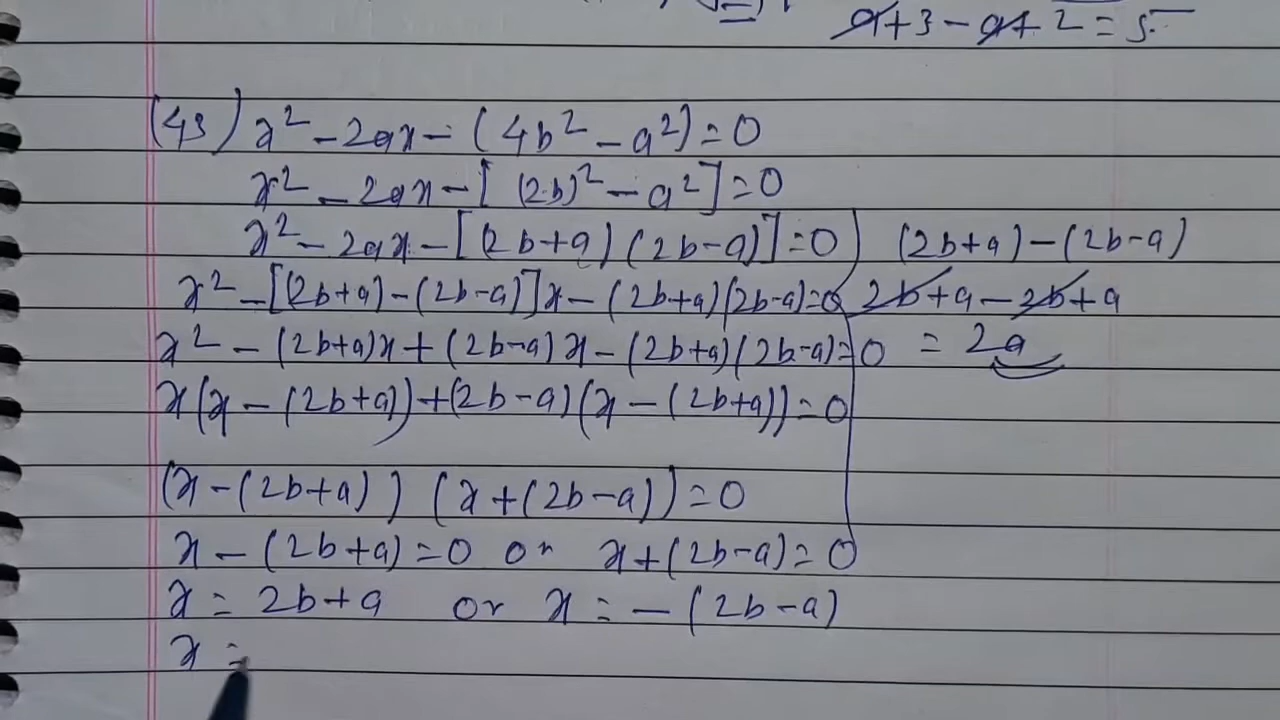 a+3-a+2=5
(43) x² - 2ax - (4b² - a²) = 0
x² - 2ax - [(2b)² - a²] = 0
x² - 2ax - [(2b+a)(2b-a)] = 0
x² - [(2b+a) - (2b-a)]x - (2b+a)(2b-a) = 0
x² - (2b+a)x + (2b-a)x - (2b+a)(2b-a) = 0
x(x - (2b+a)) + (2b-a)(x - (2b+a)) = 0
(x - (2b+a)) (x + (2b-a)) = 0
x - (2b+a) = 0 or x + (2b-a) = 0
x = 2b+a or x = -(2b-a)
x =
(2b+a) - (2b-a)
2b+a-2b+a
= 2a